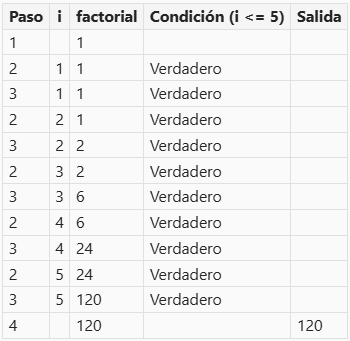 Paso i factorial Condición (i <= 5) Salida
1 1
2 1 1 Verdadero
3 1 1 Verdadero
2 2 1 Verdadero
3 2 2 Verdadero
2 3 2 Verdadero
3 3 6 Verdadero
2 4 6 Verdadero
3 4 24 Verdadero
2 5 24 Verdadero
3 5 120 Verdadero
4 120 120